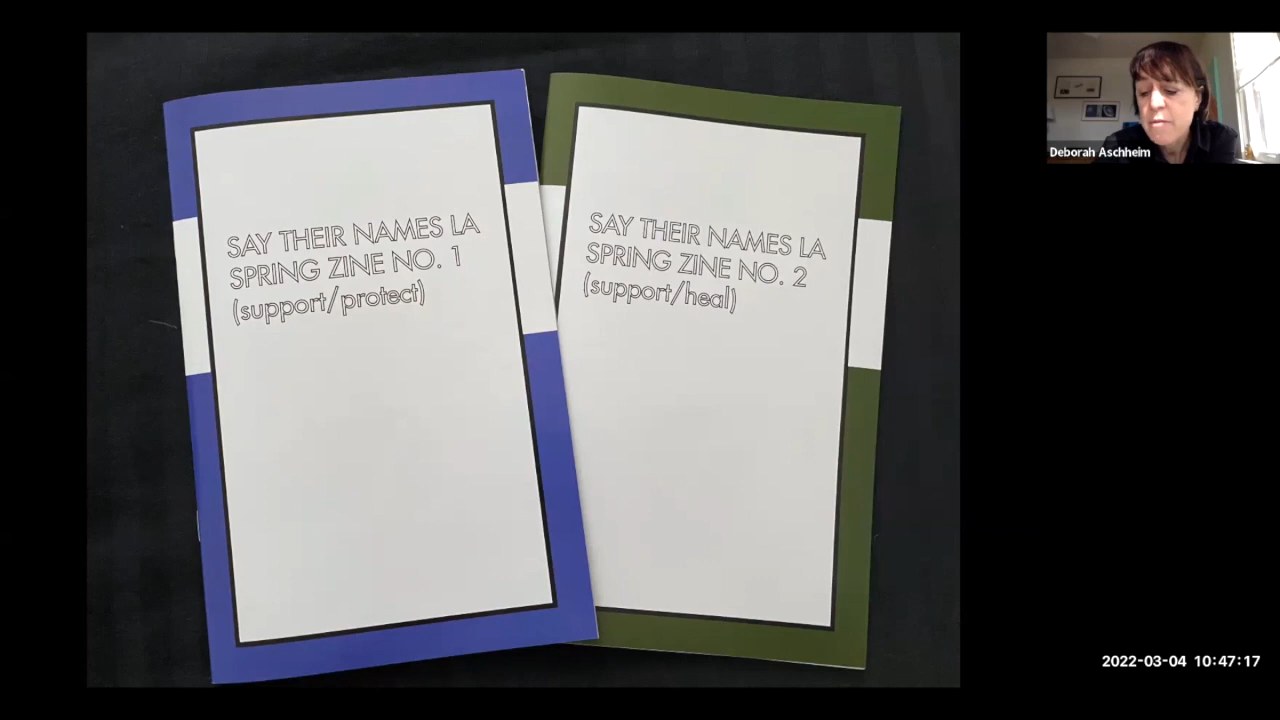 SAY THEIR NAMES LA
SPRING ZINE NO. 1
(support/protect)
SAY THEIR NAMES LA
SPRING ZINE NO. 2
(support/heal)
Deborah Aschheim
2022-03-04 10:47:17